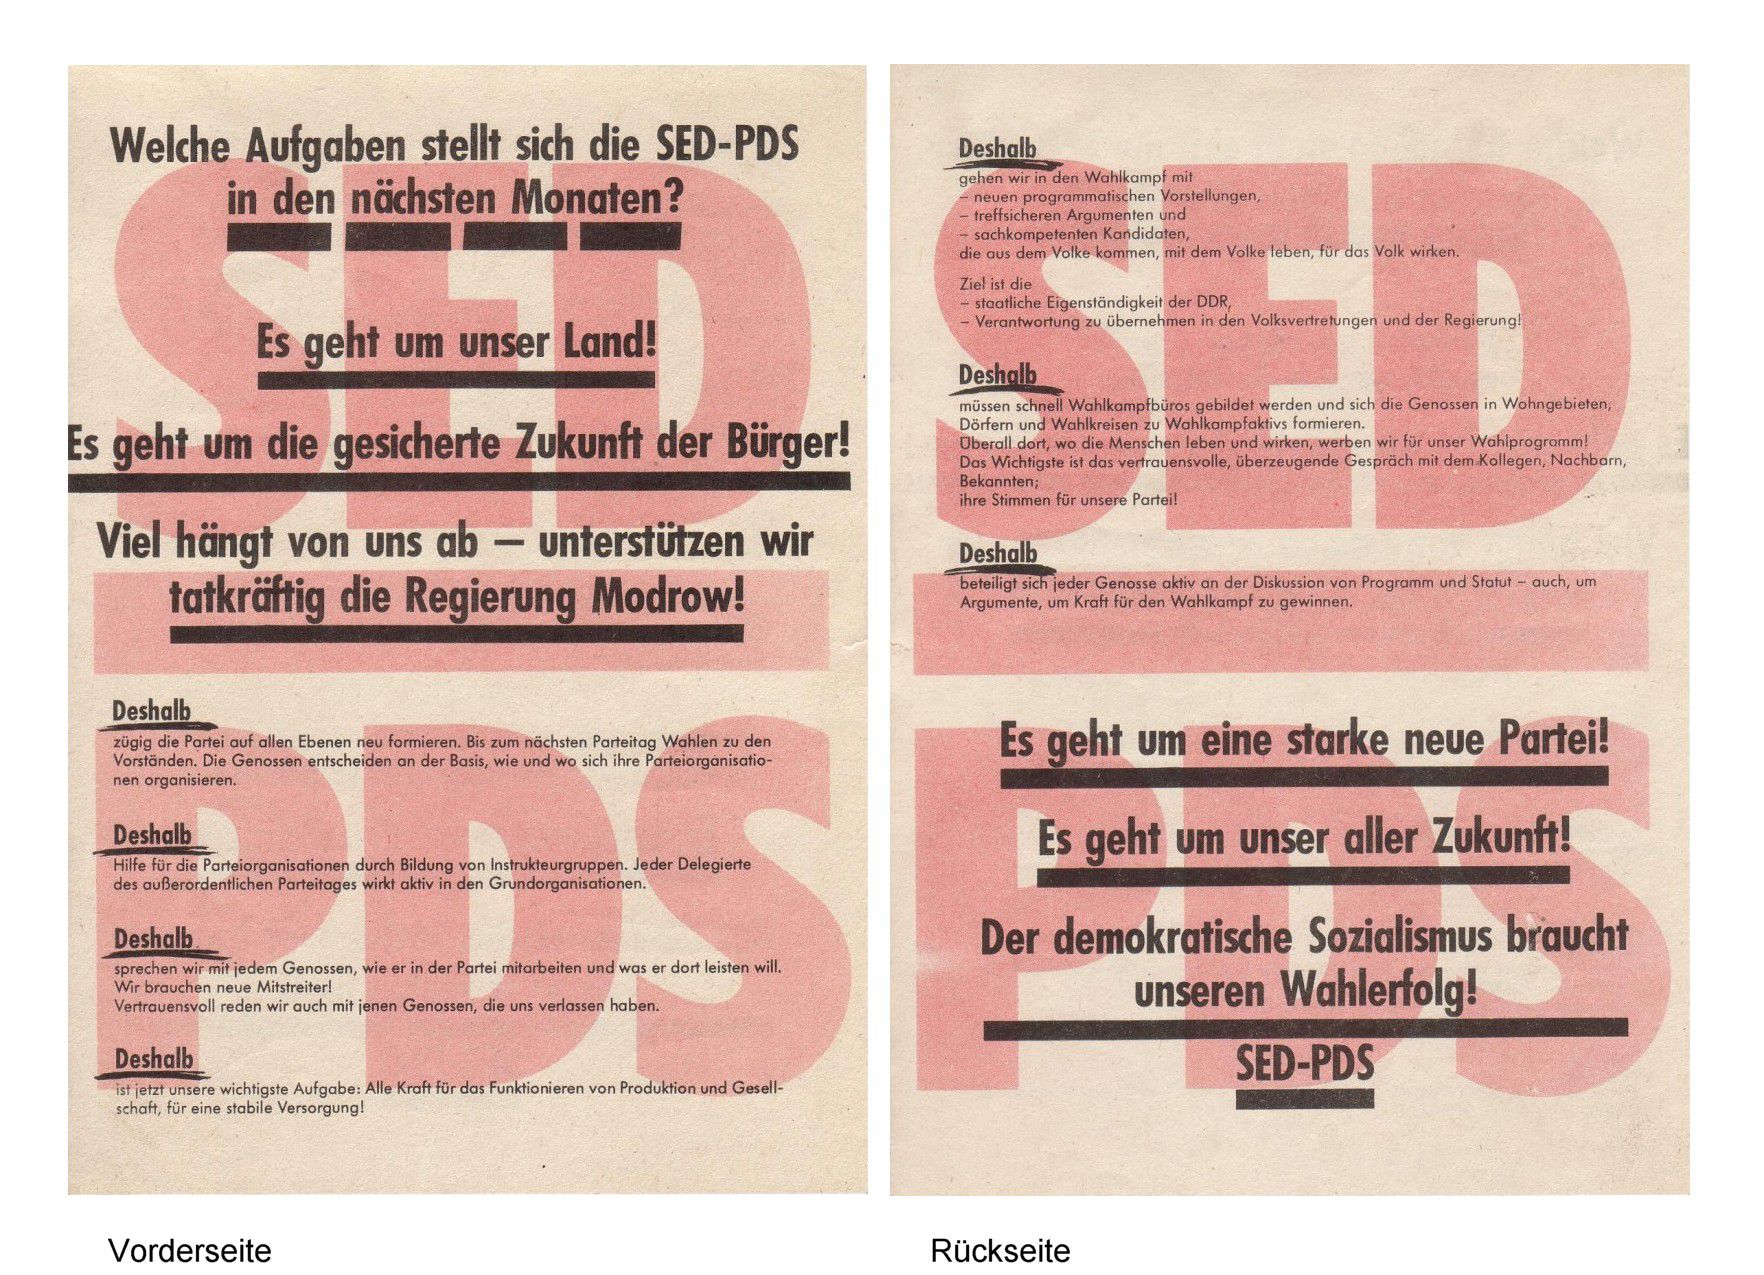 Welche Aufgaben stellt sich die SED-PDS
in den nächsten Monaten?
Es geht um unser Land!
Es geht um die gesicherte Zukunft der Bürger!
Viel hängt von uns ab – unterstützen wir
tatkräftig die Regierung Modrow!
Deshalb
zügig die Partei auf allen Ebenen neu formieren. Bis zum nächsten Parteitag Wahlen zu den
Vorständen. Die Genossen entscheiden an der Basis, wie und wo sich ihre Parteiorganisatio-
nen organisieren.
Deshalb
Hilfe für die Parteiorganisationen durch Bildung von Instrukteurgruppen. Jeder Delegierte
des außerordentlichen Parteitages wirkt aktiv in den Grundorganisationen.
Deshalb
sprechen wir mit jedem Genossen, wie er in der Partei mitarbeiten und was er dort leisten will.
Wir brauchen neue Mitstreiter!
Vertrauensvoll reden wir auch mit jenen Genossen, die uns verlassen haben.
Deshalb
ist jetzt unsere wichtigste Aufgabe: Alle Kraft für das Funktionieren von Produktion und Gesell-
schaft, für eine stabile Versorgung!
SED
PDS
Vorderseite
Deshalb
gehen wir in den Wahlkampf mit
– neuen programmatischen Vorstellungen,
– treffsicheren Argumenten und
– sachkompetenten Kandidaten,
die aus dem Volke kommen, mit dem Volke leben, für das Volk wirken.
Ziel ist die
– staatliche Eigenständigkeit der DDR,
– Verantwortung zu übernehmen in den Volksvertretungen und der Regierung!
Deshalb
müssen schnell Wahlkampfbüros gebildet werden und sich die Genossen in Wohngebieten,
Dörfern und Wahlkreisen zu Wahlkampfaktivs formieren.
Überall dort, wo die Menschen leben und wirken, werben wir für unser Wahlprogramm!
Das Wichtigste ist das vertrauensvolle, überzeugende Gespräch mit dem Kollegen, Nachbarn,
Bekannten;
ihre Stimmen für unsere Partei!
Deshalb
beteiligt sich jeder Genosse aktiv an der Diskussion von Programm und Statut – auch, um
Argumente, um Kraft für den Wahlkampf zu gewinnen.
Es geht um eine starke neue Partei!
Es geht um unser aller Zukunft!
Der demokratische Sozialismus braucht
unseren Wahlerfolg!
SED-PDS
SED
PDS
Rückseite